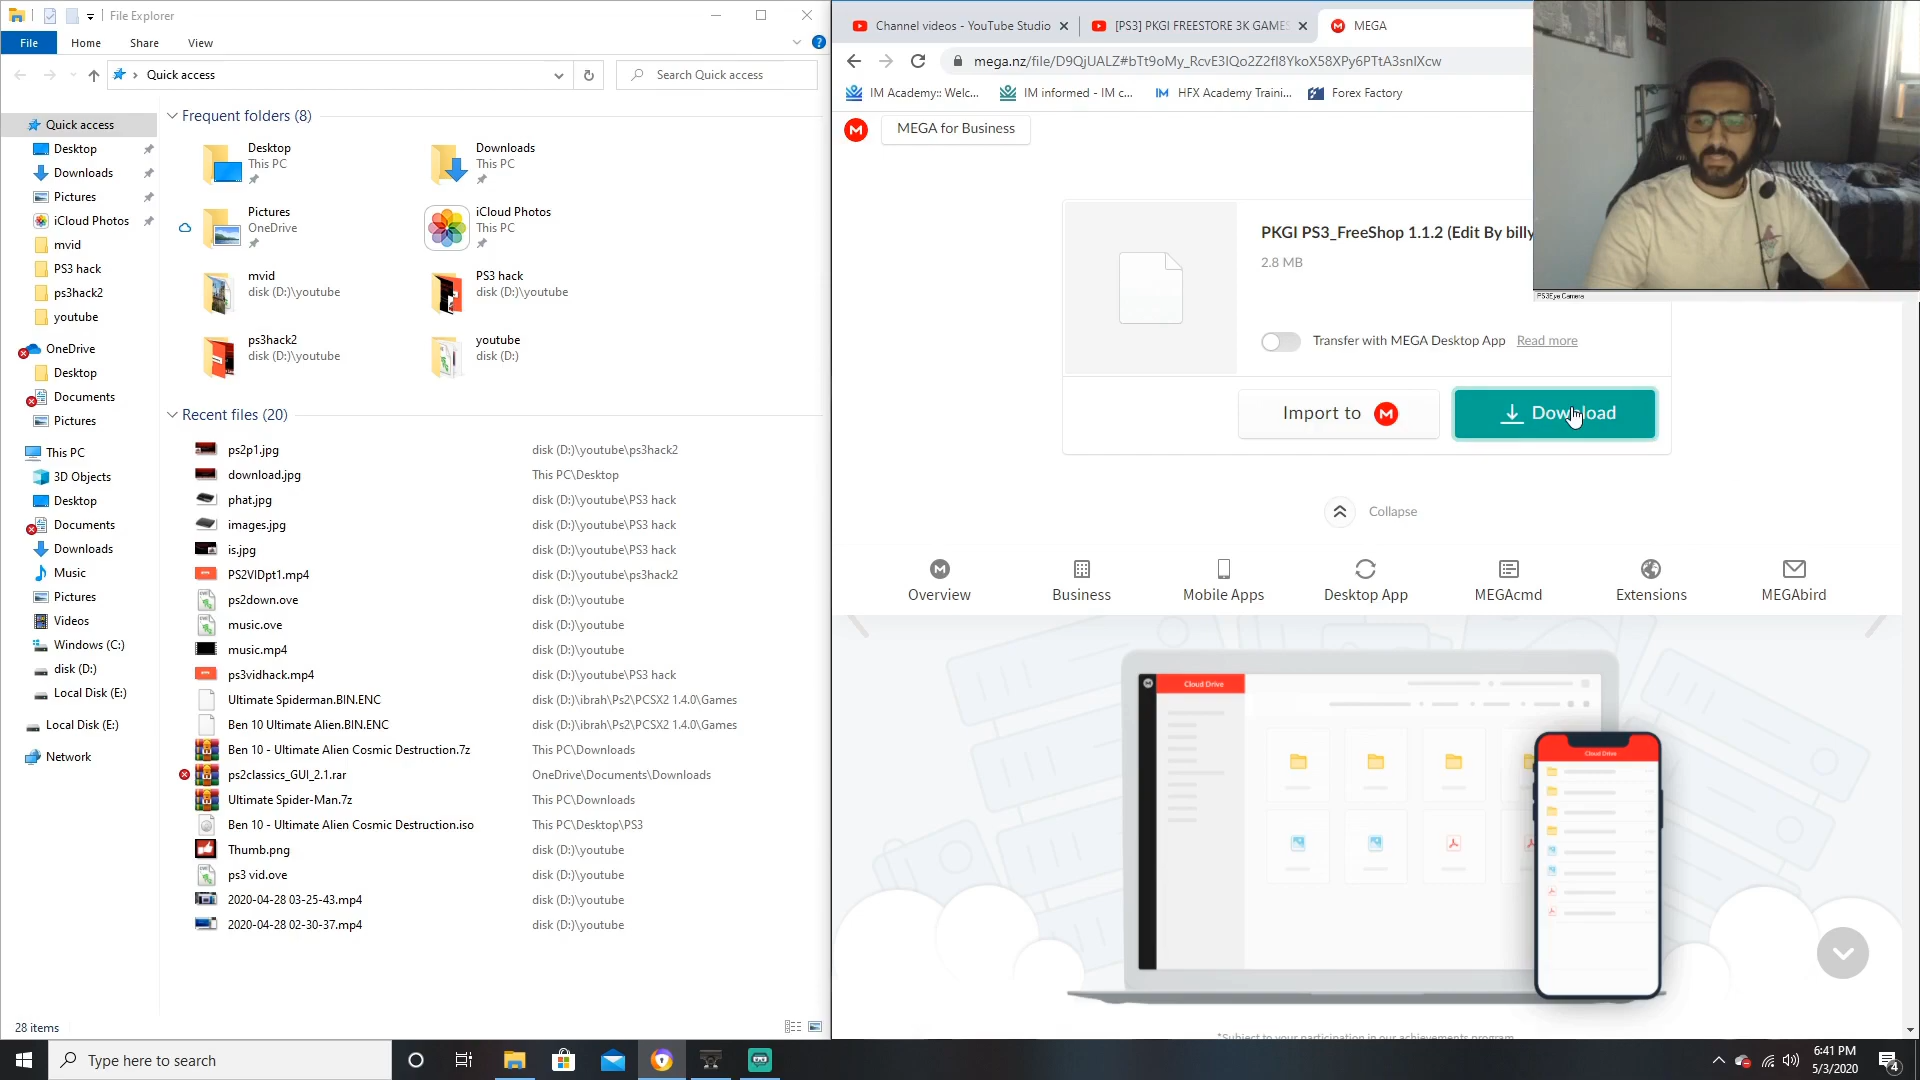 File Explorer
File
Home
Share
View
Quick access
Search Quick access
Quick access
Desktop
Downloads
Pictures
iCloud Photos
mvid
PS3 hack
ps3hack2
youtube
OneDrive
Desktop
Documents
Pictures
This PC
3D Objects
Desktop
Documents
Downloads
Music
Pictures
Videos
Windows (C:)
disk (D:)
Local Disk (E:)
Local Disk (E:)
Network
Frequent folders (8)
Desktop
This PC
Downloads
This PC
Pictures
OneDrive
iCloud Photos
This PC
mvid
disk (D:)\youtube
PS3 hack
disk (D:)\youtube
ps3hack2
disk (D:)\youtube
youtube
disk (D:)
Recent files (20)
ps2p1.jpg disk (D:)\youtube\ps3hack2
download.jpg This PC\Desktop
phat.jpg disk (D:)\youtube\PS3 hack
images.jpg disk (D:)\youtube\PS3 hack
is.jpg disk (D:)\youtube\PS3 hack
PS2VIDpt1.mp4 disk (D:)\youtube\ps3hack2
ps2down.ove disk (D:)\youtube
music.ove disk (D:)\youtube
music.mp4 disk (D:)\youtube
ps3vidhack.mp4 disk (D:)\youtube\PS3 hack
Ultimate Spiderman.BIN.ENC disk (D:)\ibrah\Ps2\PCSX2 1.4.0\Games
Ben 10 Ultimate Alien.BIN.ENC disk (D:)\ibrah\Ps2\PCSX2 1.4.0\Games
Ben 10 - Ultimate Alien Cosmic Destruction.7z This PC\Downloads
ps2classics_GUI_2.1.rar OneDrive\Documents\Downloads
Ultimate Spider-Man.7z This PC\Downloads
Ben 10 - Ultimate Alien Cosmic Destruction.iso This PC\Desktop\PS3
Thumb.png disk (D:)\youtube
ps3 vid.ove disk (D:)\youtube
2020-04-28 03-25-43.mp4 disk (D:)\youtube
2020-04-28 02-30-37.mp4 disk (D:)\youtube
28 items
Channel videos - YouTube Studio
[PS3] PKGI FREESTORE 3K GAMES
MEGA
mega.nz/file/D9QjUALZ#bTt9oMy_RcvE3IQo2Z2fl8YkoX58XPy6PTtA3snlXcw
IM Academy:: Welc...
IM informed - IM c...
HFX Academy Traini...
Forex Factory
M
MEGA for Business
PKGI PS3_FreeShop 1.1.2 (Edit By billy
2.8 MB
Transfer with MEGA Desktop App Read more
Import to M
Download
Collapse
Overview
Business
Mobile Apps
Desktop App
MEGAcmd
Extensions
MEGAbird
Cloud Drive
Cloud Drive
*Subject to your participation in our achievements program.
PS3Eye Camera
Type here to search
6:41 PM
5/3/2020
4